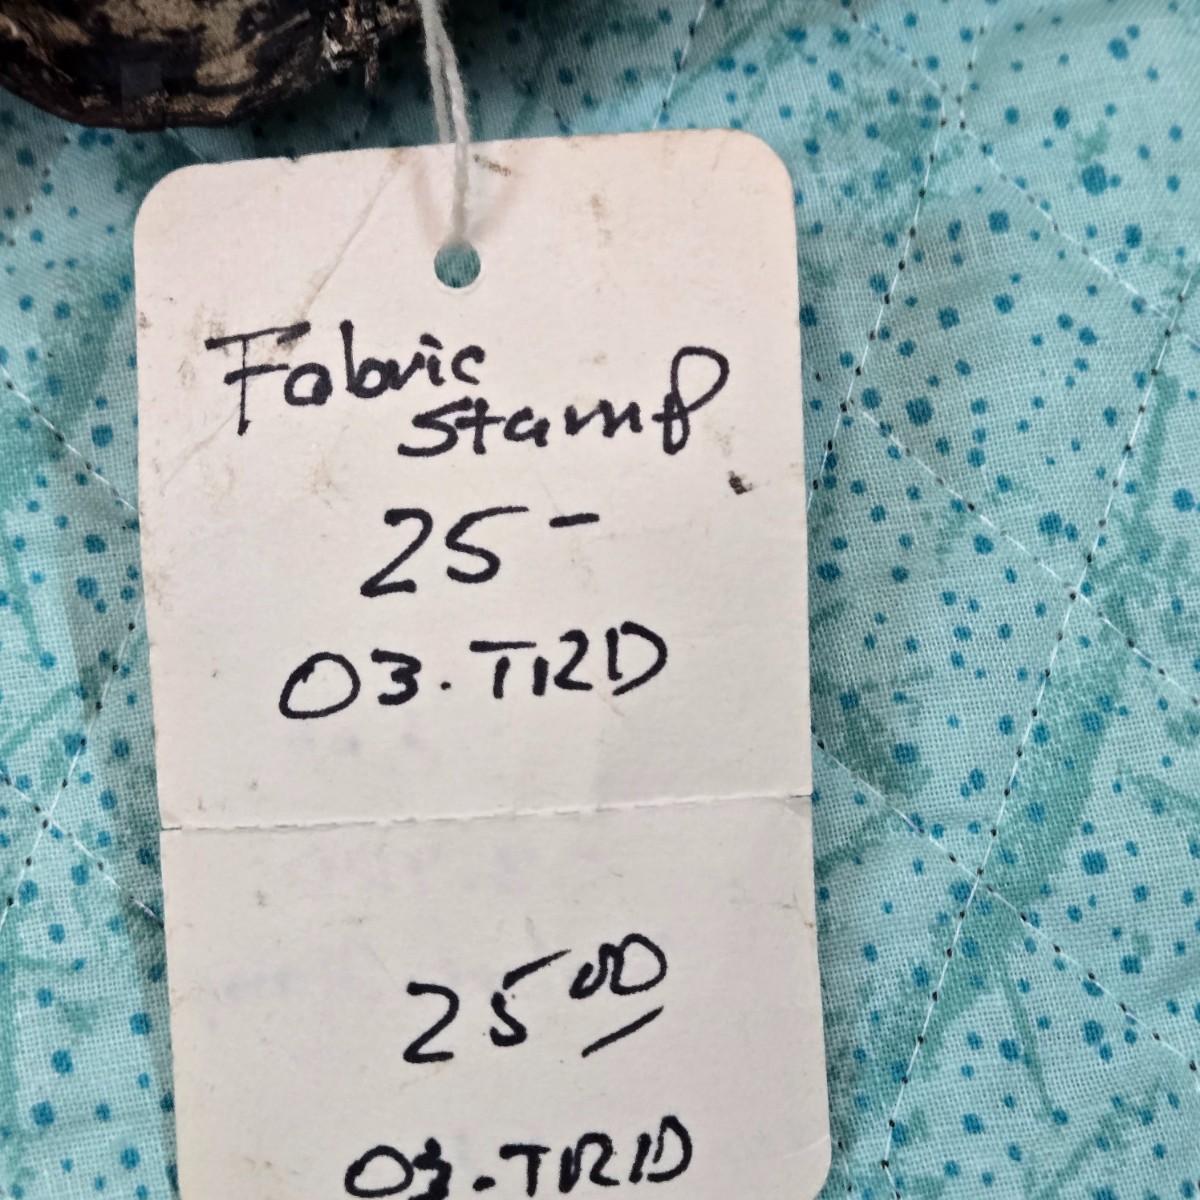 Fabric
Stamp
25-
03.TRD
25 00
03.TRD